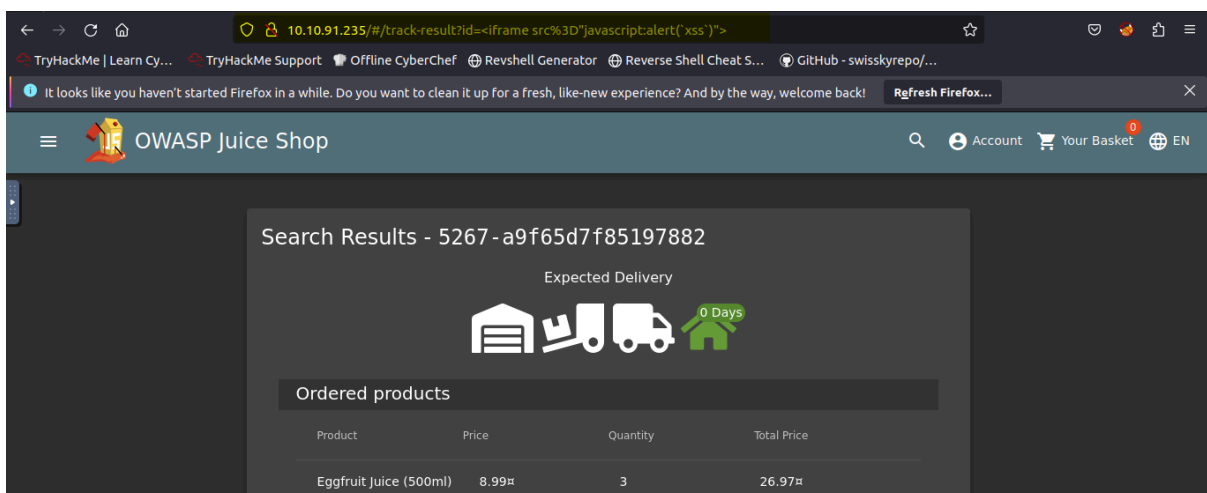 10.10.91.235/#/track-result?id=<iframe src%3D"javascript:alert(`xss`)">
TryHackMe | Learn Cy... TryHackMe Support Offline CyberChef Revshell Generator Reverse Shell Cheat S... GitHub - swisskyrepo/...
It looks like you haven't started Firefox in a while. Do you want to clean it up for a fresh, like-new experience? And by the way, welcome back! Refresh Firefox...
OWASP Juice Shop Account Your Basket 0 EN
Search Results - 5267-a9f65d7f85197882
Expected Delivery
0 Days
Ordered products
Product Price Quantity Total Price
Eggfruit Juice (500ml) 8.99¤ 3 26.97¤